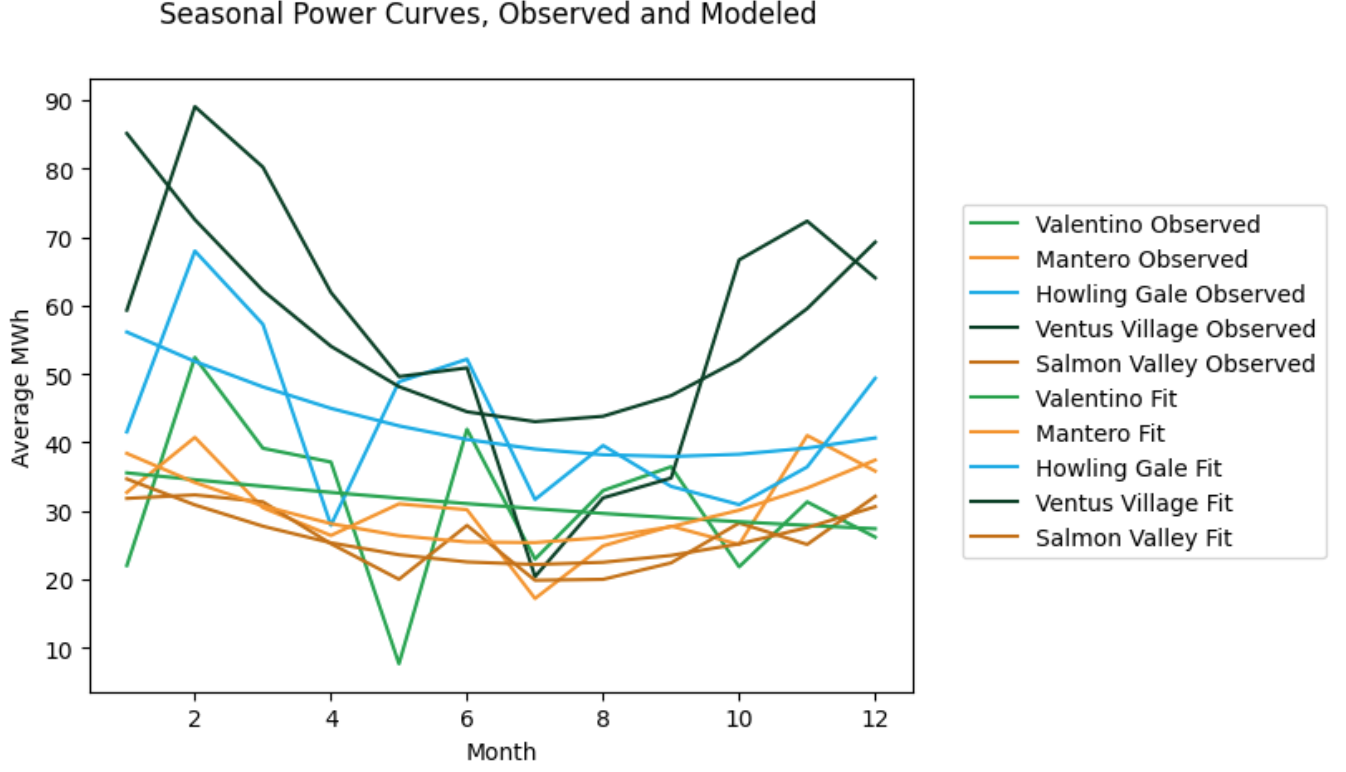 Seasonal Power Curves, Observed and Modeled
90
80
70
60
50
40
30
20
10
Average MWh
2 4 6 8 10 12
Month
Valentino Observed
Mantero Observed
Howling Gale Observed
Ventus Village Observed
Salmon Valley Observed
Valentino Fit
Mantero Fit
Howling Gale Fit
Ventus Village Fit
Salmon Valley Fit